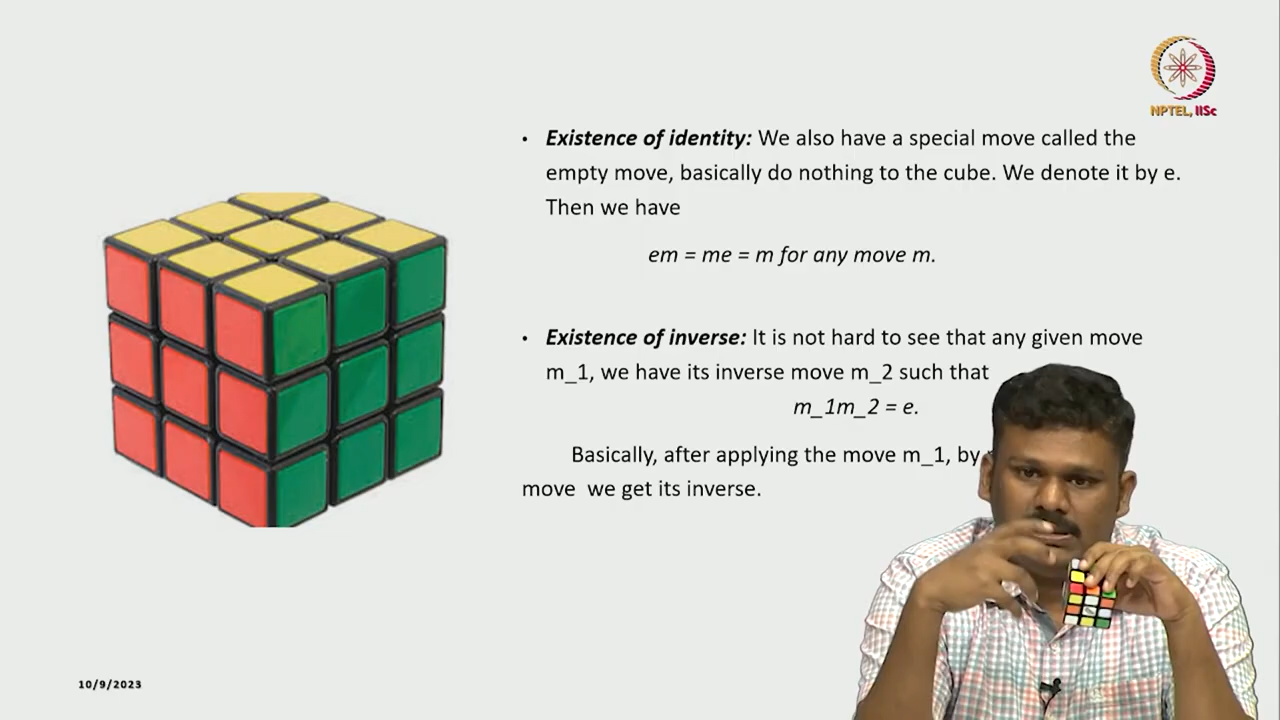 NPTEL, IISc
• Existence of identity: We also have a special move called the
empty move, basically do nothing to the cube. We denote it by e.
Then we have
em = me = m for any move m.
• Existence of inverse: It is not hard to see that any given move
m_1, we have its inverse move m_2 such that
m_1m_2 = e.
Basically, after applying the move m_1, by
move we get its inverse.
10/9/2023